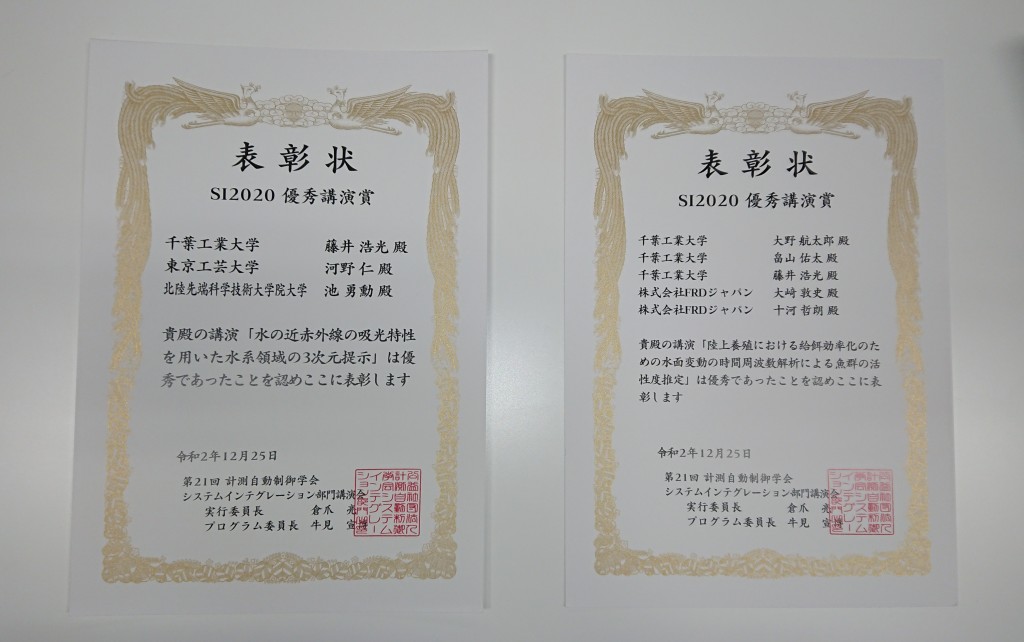 表彰状
SI2020 優秀講演賞
千葉工業大学 藤井 浩光 殿
東京工芸大学 河野 仁 殿
北陸先端科学技術大学院大学 池 勇勳 殿
貴殿の講演「水の近赤外線の吸光特性
を用いた水系領域の3次元提示」は優
秀であったことを認めここに表彰します
令和2年12月25日
第21回 計測自動制御学会
システムインテグレーション部門講演会
実行委員長 倉爪 亮
プログラム委員長 牛見 宣博
表彰状
SI2020 優秀講演賞
千葉工業大学 大野 航太郎 殿
千葉工業大学 畠山 佑太 殿
千葉工業大学 藤井 浩光 殿
株式会社FRDジャパン 大﨑 敦史 殿
株式会社FRDジャパン 十河 哲朗 殿
貴殿の講演「陸上養殖における給餌効率化のた
めの水面変動の時間周波数解析による魚群の活
性度推定」は優秀であったことを認めここに表
彰します
令和2年12月25日
第21回 計測自動制御学会
システムインテグレーション部門講演会
実行委員長 倉爪 亮
プログラム委員長 牛見 宣博